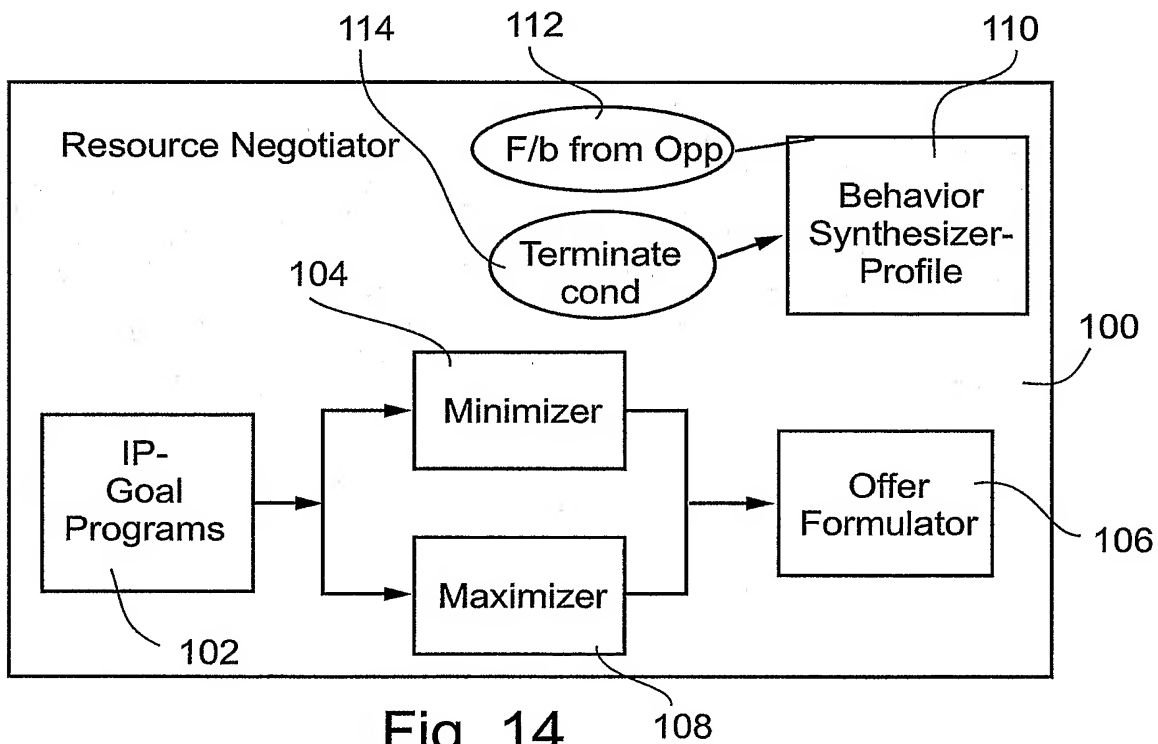 114
112
110
Resource Negotiator
F/b from Opp
Behavior
Synthesizer-
Profile
Terminate
cond
104
100
Minimizer
IP-
Goal
Programs
Offer
Formulator
106
Maximizer
102
108
Fig. 14